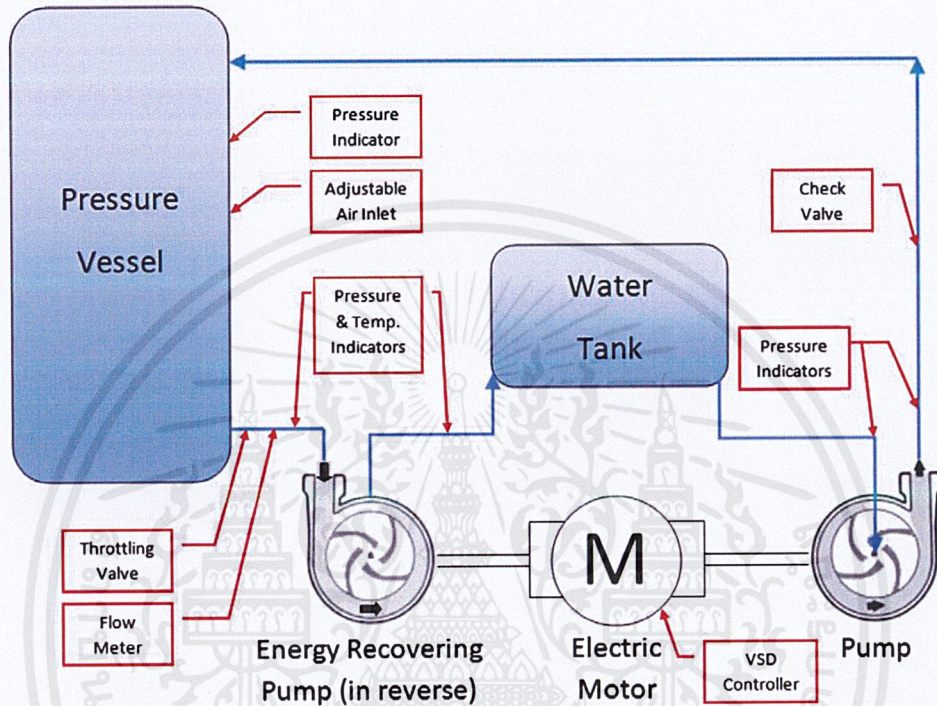 Pressure
Vessel
Pressure
Indicator
Adjustable
Air Inlet
Pressure
& Temp.
Indicators
Water
Tank
Check
Valve
Pressure
Indicators
Throttling
Valve
Flow
Meter
M
Energy Recovering
Pump (in reverse)
Electric
Motor
VSD
Controller
Pump